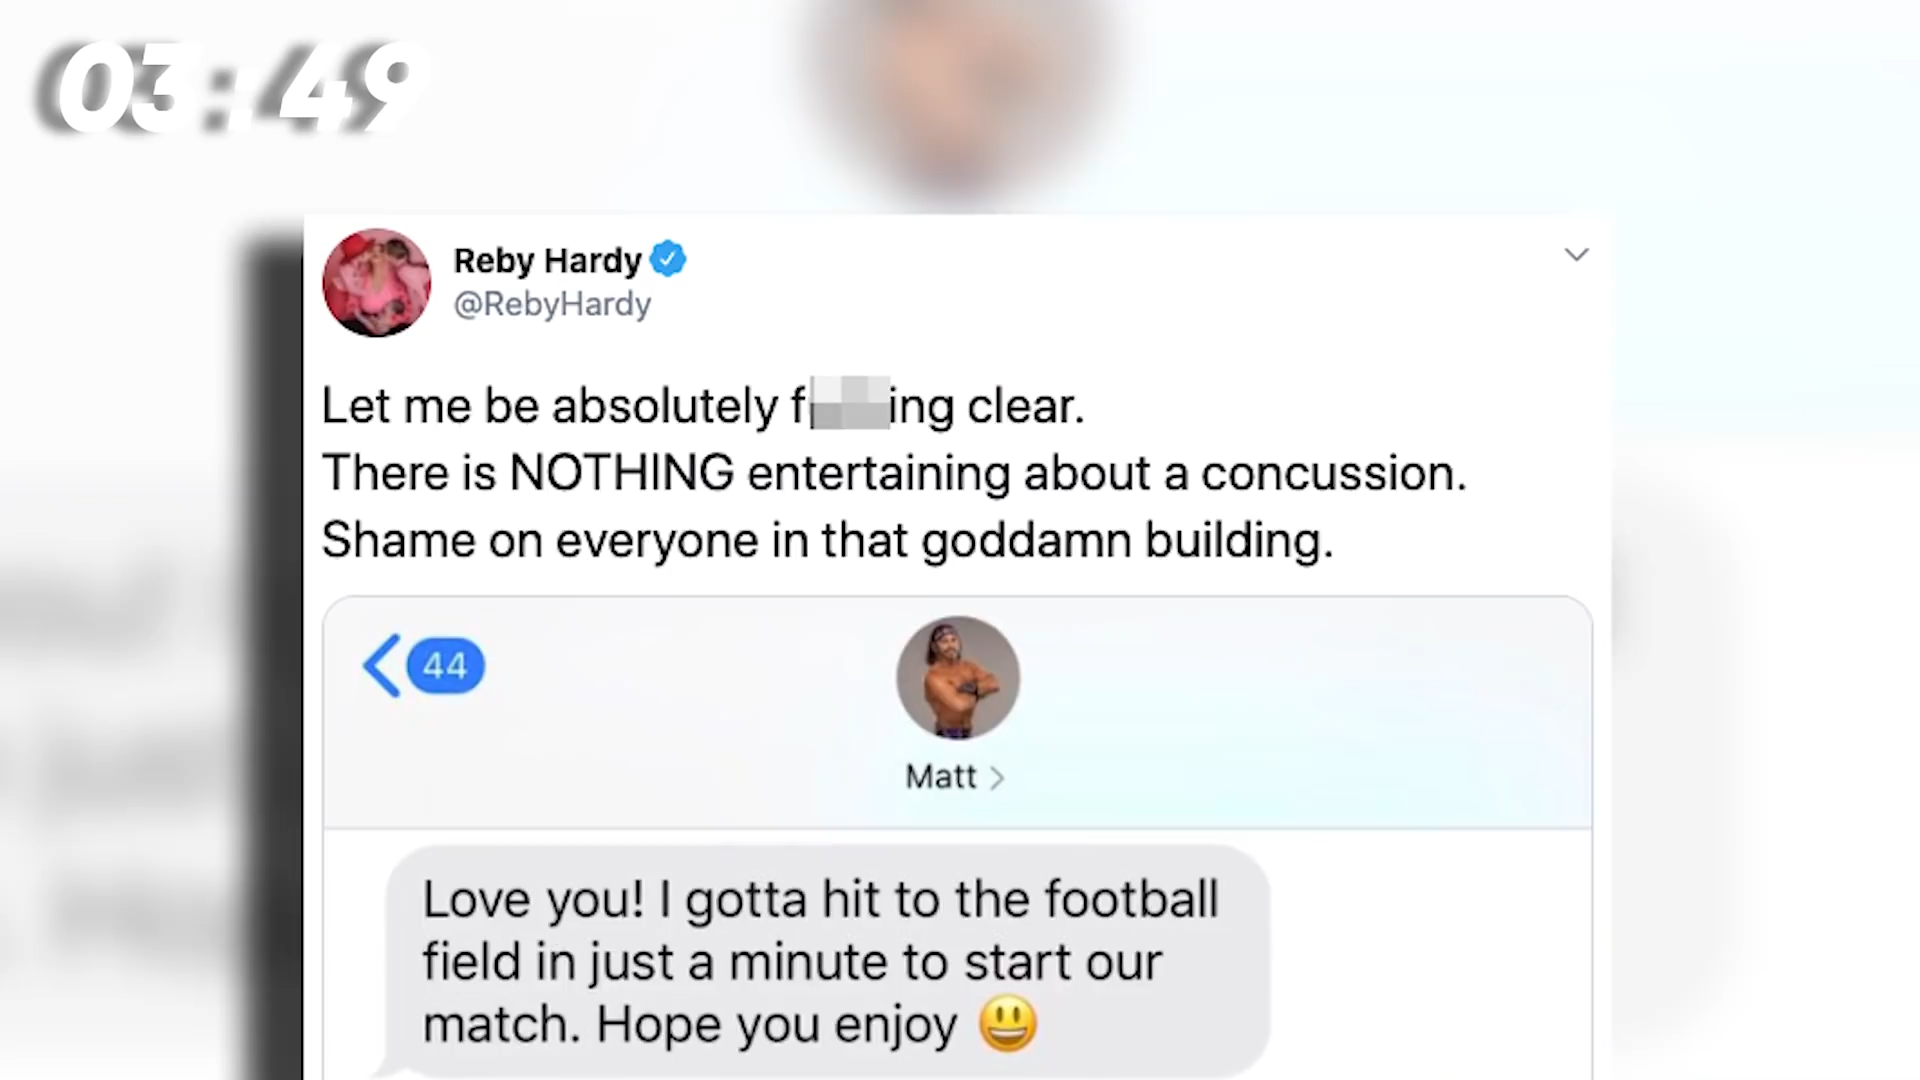 03:49
Reby Hardy
@RebyHardy
Let me be absolutely f ing clear.
There is NOTHING entertaining about a concussion.
Shame on everyone in that goddamn building.
44
Matt
Love you! I gotta hit to the football
field in just a minute to start our
match. Hope you enjoy 😃